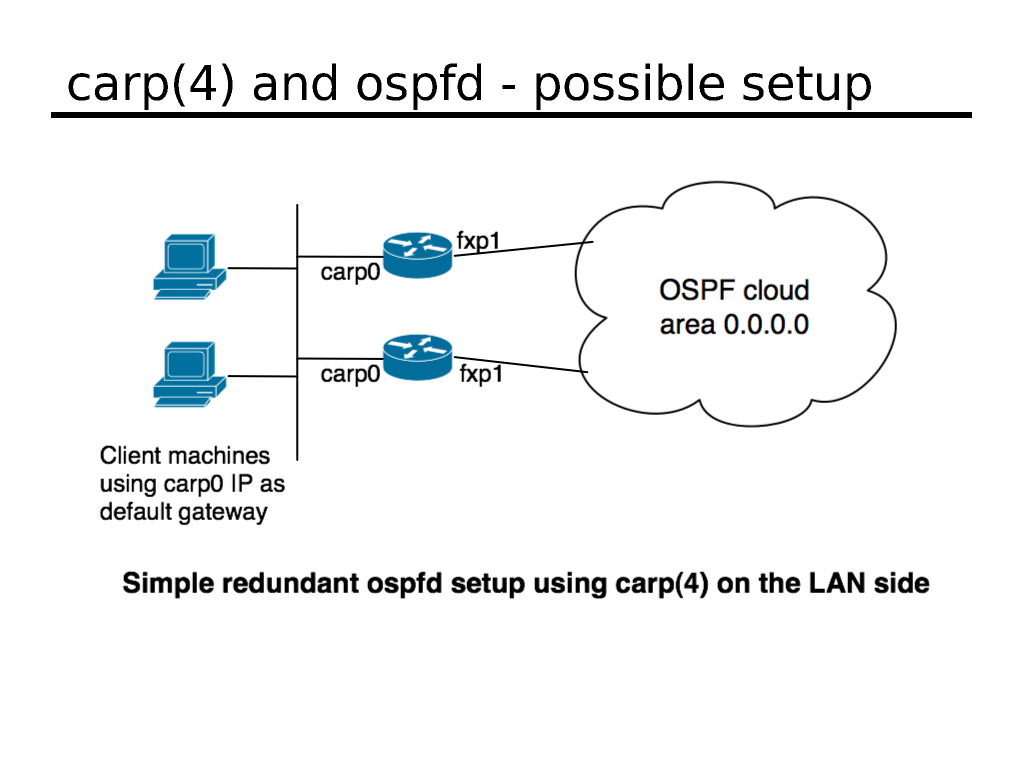 carp(4) and ospfd - possible setup
fxp1
carp0
OSPF cloud
area 0.0.0.0
carp0
fxp1
Client machines
using carp0 IP as
default gateway
Simple redundant ospfd setup using carp(4) on the LAN side